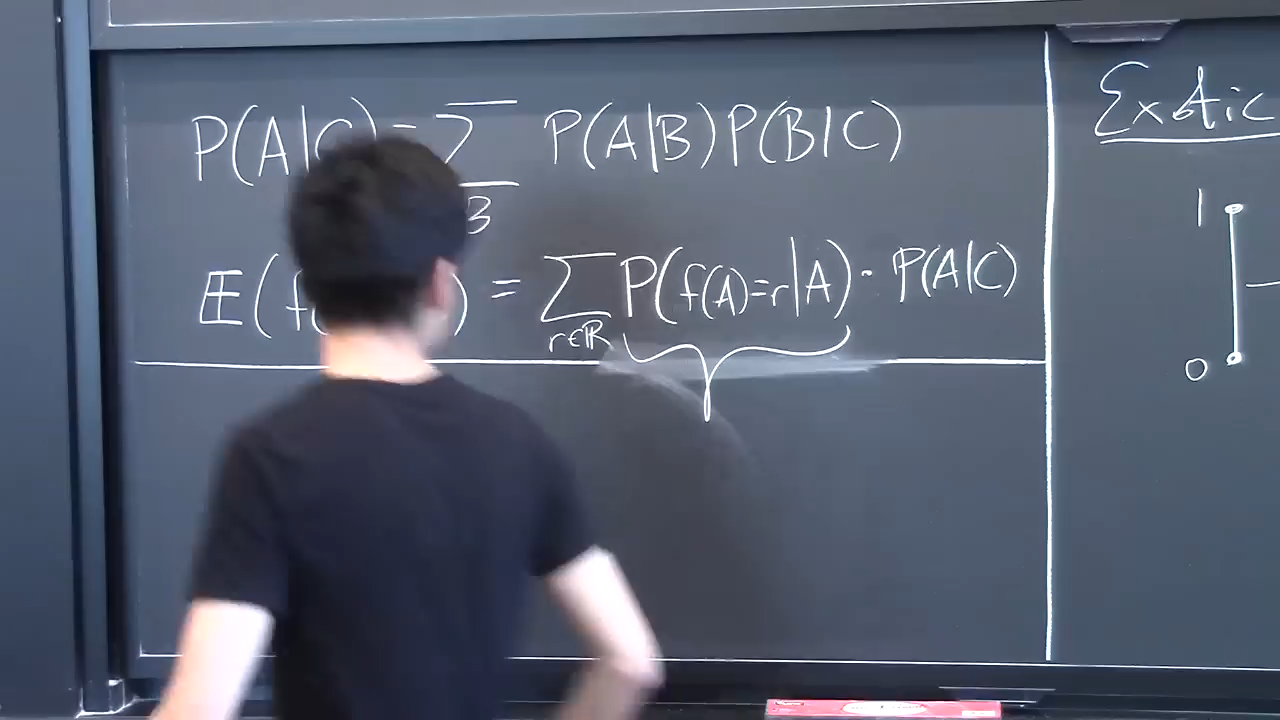 P(A|C) = ∑ P(A|B)P(B|C)
B
𝔼(f( ) = ∑ P(f(A)=r|A) · P(A|C)
r∈ℝ
Exotic
1
0